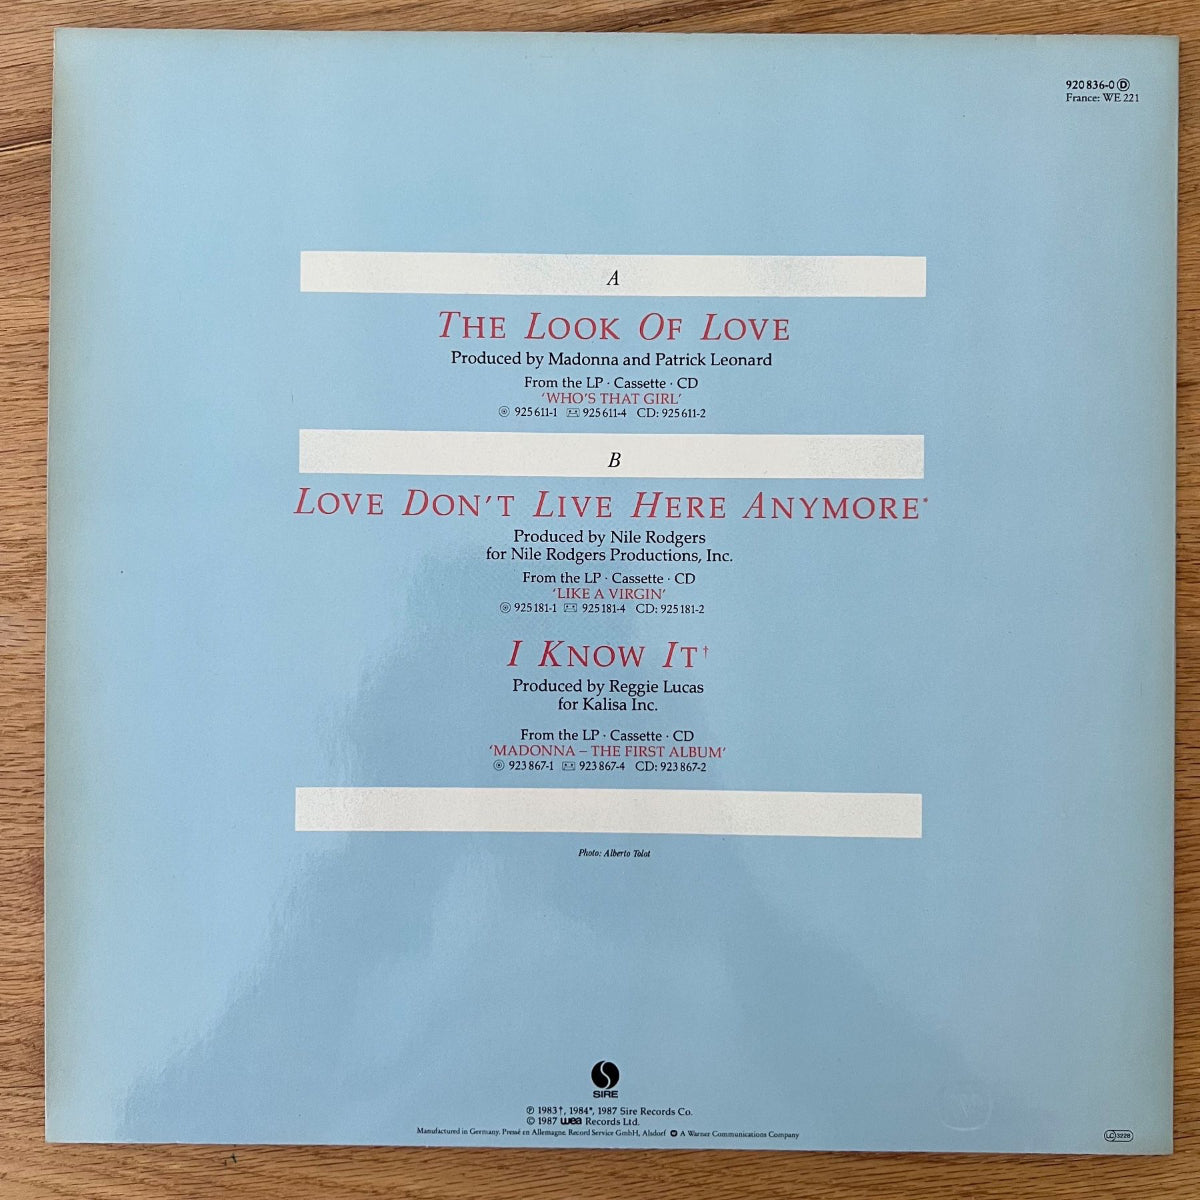 920 836-0 Ⓓ
France: WE 221
A
THE LOOK OF LOVE
Produced by Madonna and Patrick Leonard
From the LP · Cassette · CD
'WHO'S THAT GIRL'
925 611-1 925 611-4 CD: 925 611-2
B
LOVE DON'T LIVE HERE ANYMORE*
Produced by Nile Rodgers
for Nile Rodgers Productions, Inc.
From the LP · Cassette · CD
'LIKE A VIRGIN'
925 181-1 925 181-4 CD: 925 181-2
I KNOW IT†
Produced by Reggie Lucas
for Kalisa Inc.
From the LP · Cassette · CD
'MADONNA – THE FIRST ALBUM'
923 867-1 923 867-4 CD: 923 867-2
Photo: Alberto Tolot
SIRE
℗ 1983†, 1984*, 1987 Sire Records Co.
© 1987 wea Records Ltd.
Manufactured in Germany. Pressé en Allemagne. Record Service GmbH, Alsdorf A Warner Communications Company
LC 3228